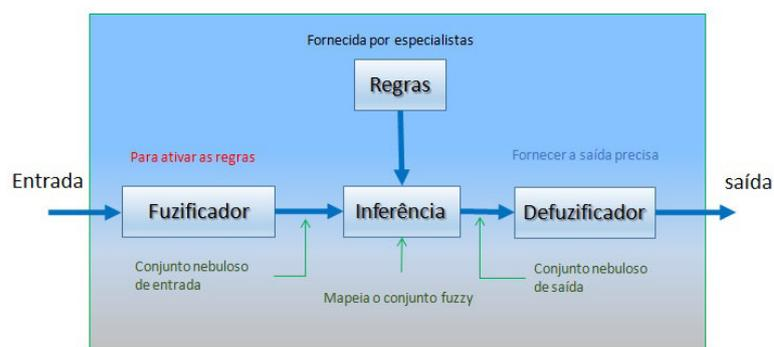 Fornecida por especialistas
Regras
Para ativar as regras
Fornecer a saída precisa
Entrada
saída
Fuzificador
Inferência
Defuzificador
Conjunto nebuloso
de entrada
Mapeia o conjunto fuzzy
Conjunto nebuloso
de saída